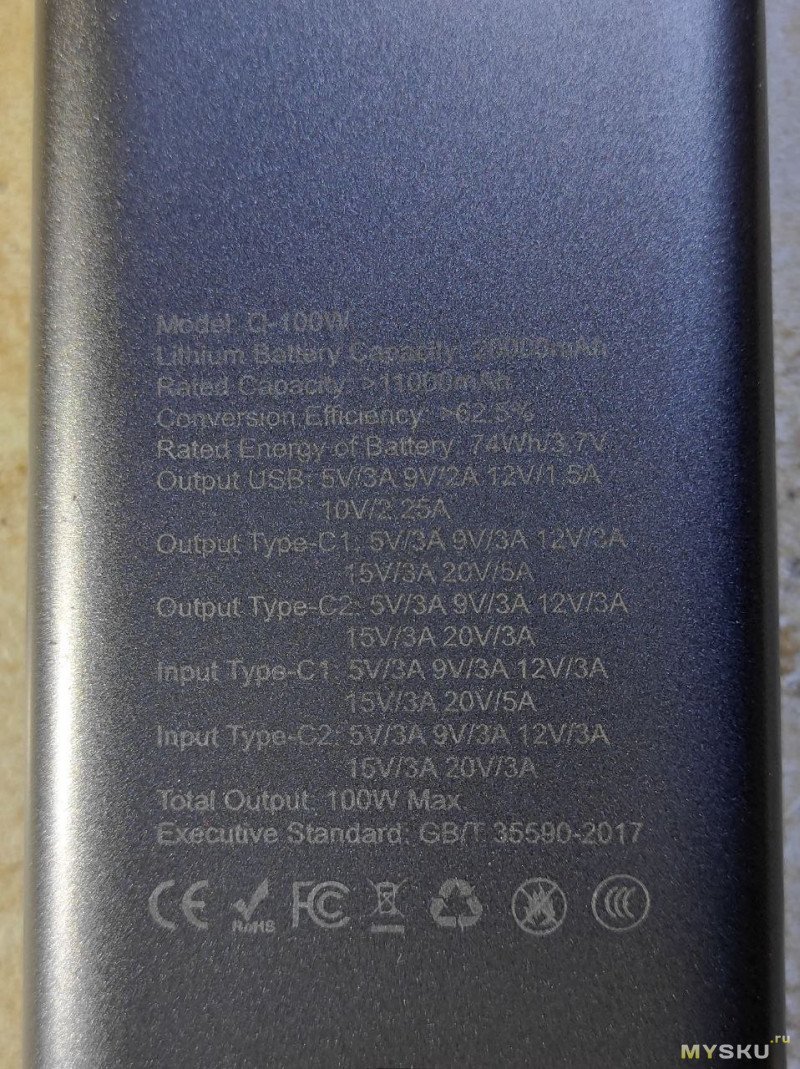 Model: Q-100W
Lithium Battery Capacity: 20000mAh
Rated Capacity: >11000mAh
Conversion Efficiency: >62.5%
Rated Energy of Battery: 74Wh/3.7V
Output USB: 5V/3A 9V/2A 12V/1.5A
10V/2.25A
Output Type-C1: 5V/3A 9V/3A 12V/3A
15V/3A 20V/5A
Output Type-C2: 5V/3A 9V/3A 12V/3A
15V/3A 20V/3A
Input Type-C1: 5V/3A 9V/3A 12V/3A
15V/3A 20V/5A
Input Type-C2: 5V/3A 9V/3A 12V/3A
15V/3A 20V/3A
Total Output: 100W Max
Executive Standard: GB/T 35590-2017
CE RoHS FC CCC
MYSKU.ru